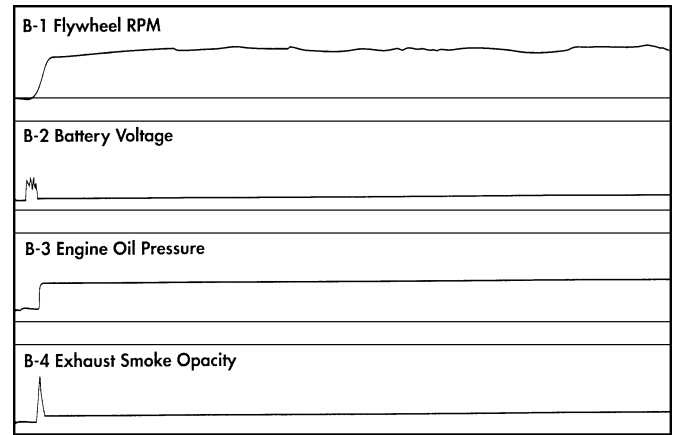 B-1 Flywheel RPM
B-2 Battery Voltage
B-3 Engine Oil Pressure
B-4 Exhaust Smoke Opacity